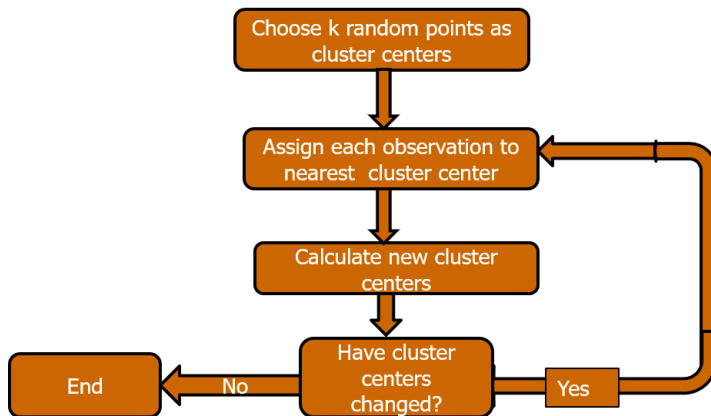 Choose k random points as
cluster centers
Assign each observation to
nearest cluster center
Calculate new cluster
centers
Have cluster
centers
changed?
End
No
Yes